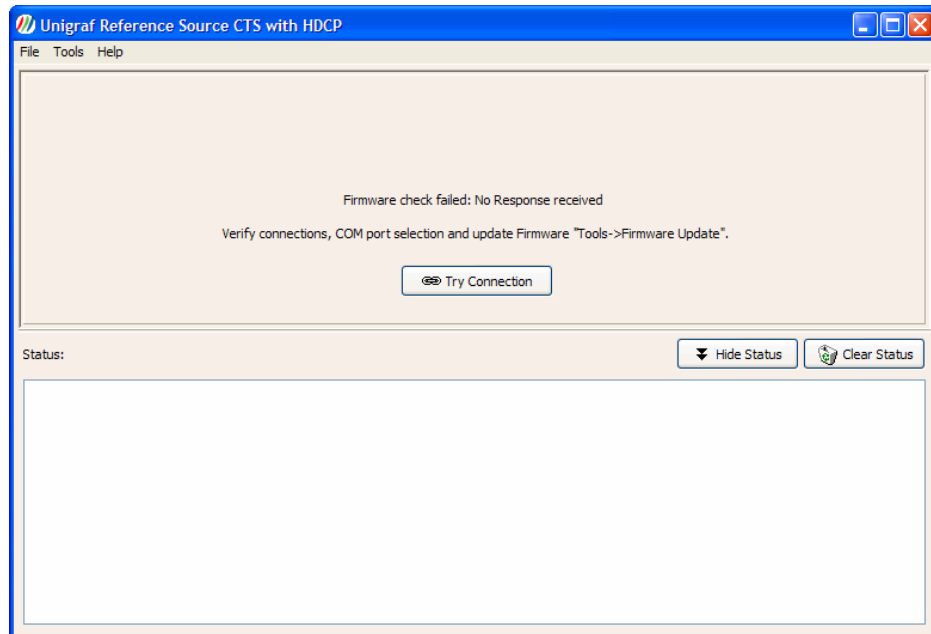 Unigraf Reference Source CTS with HDCP
File Tools Help
Firmware check failed: No Response received
Verify connections, COM port selection and update Firmware "Tools->Firmware Update".
Try Connection
Status:
Hide Status
Clear Status